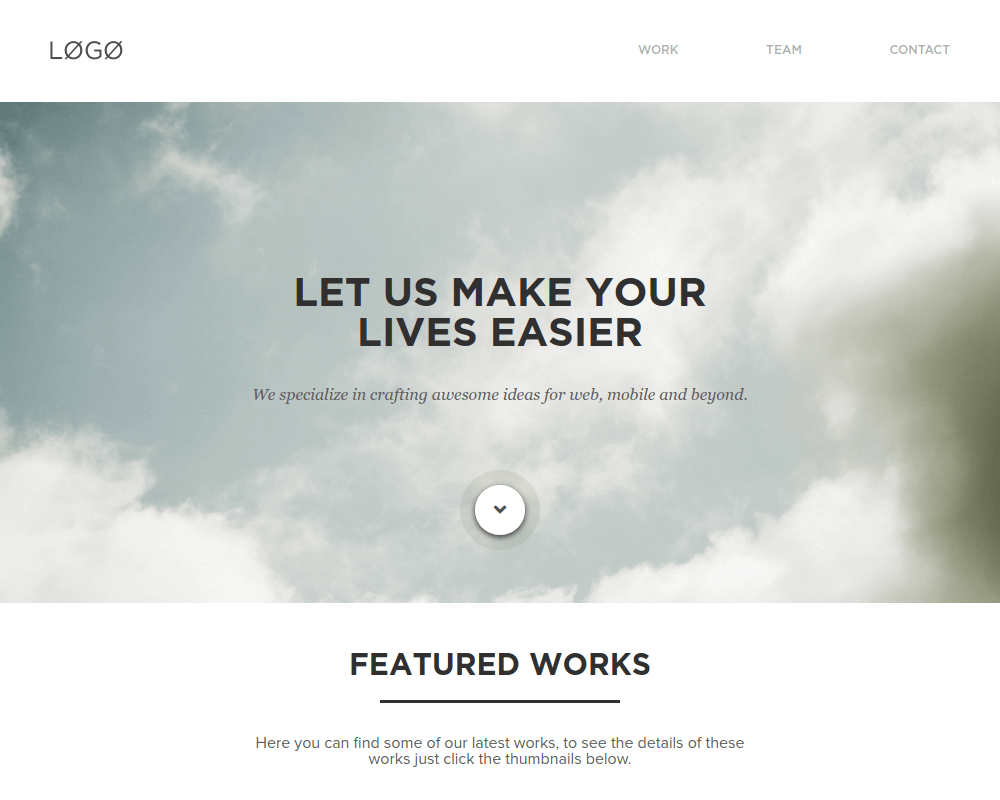 LØGØ
WORK TEAM CONTACT
LET US MAKE YOUR
LIVES EASIER
We specialize in crafting awesome ideas for web, mobile and beyond.
FEATURED WORKS
Here you can find some of our latest works, to see the details of these
works just click the thumbnails below.